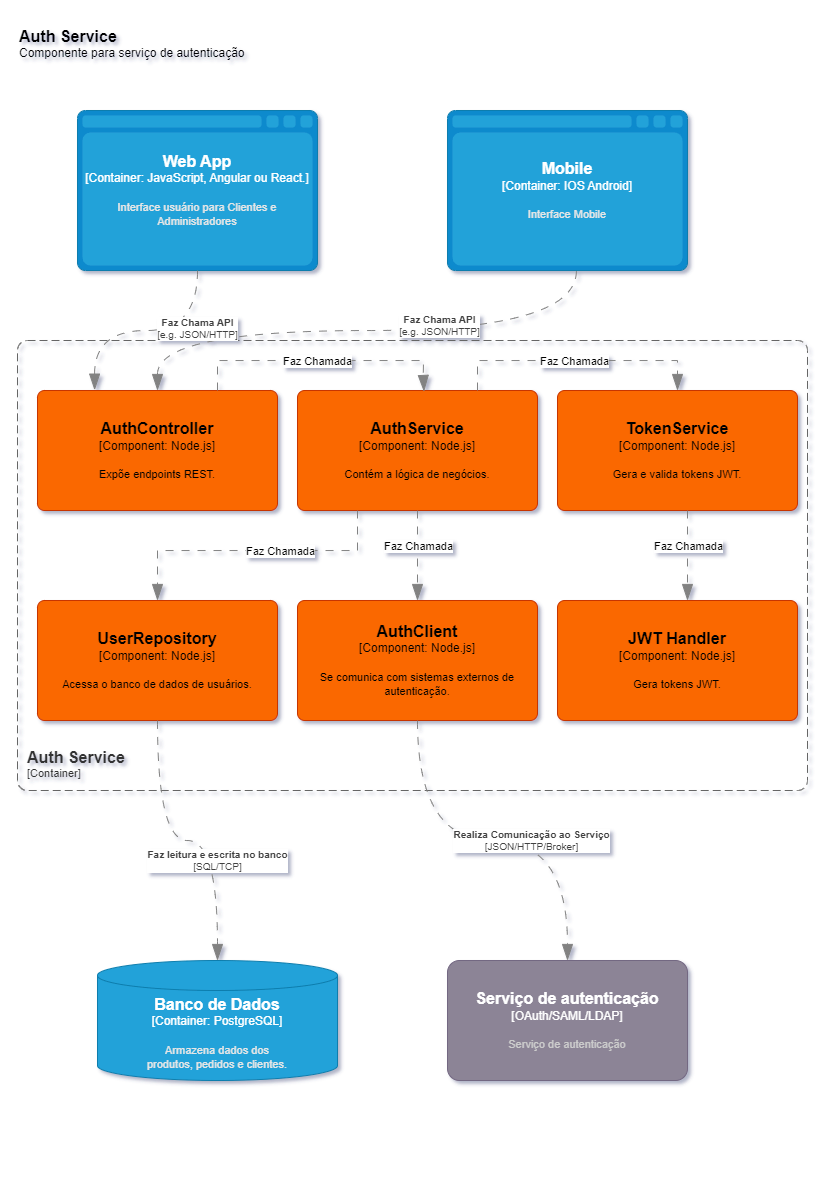 Auth Service
Componente para serviço de autenticação
Web App
[Container: JavaScript, Angular ou React.]
Interface usuário para Clientes e
Administradores
Mobile
[Container: IOS Android]
Interface Mobile
Faz Chama API
[e.g. JSON/HTTP]
Faz Chama API
[e.g. JSON/HTTP]
Faz Chamada
Faz Chamada
AuthController
[Component: Node.js]
Expõe endpoints REST.
AuthService
[Component: Node.js]
Contém a lógica de negócios.
TokenService
[Component: Node.js]
Gera e valida tokens JWT.
Faz Chamada
Faz Chamada
Faz Chamada
UserRepository
[Component: Node.js]
Acessa o banco de dados de usuários.
AuthClient
[Component: Node.js]
Se comunica com sistemas externos de
autenticação.
JWT Handler
[Component: Node.js]
Gera tokens JWT.
Auth Service
[Container]
Faz leitura e escrita no banco
[SQL/TCP]
Realiza Comunicação ao Serviço
[JSON/HTTP/Broker]
Banco de Dados
[Container: PostgreSQL]
Armazena dados dos
produtos, pedidos e clientes.
Serviço de autenticação
[OAuth/SAML/LDAP]
Serviço de autenticação